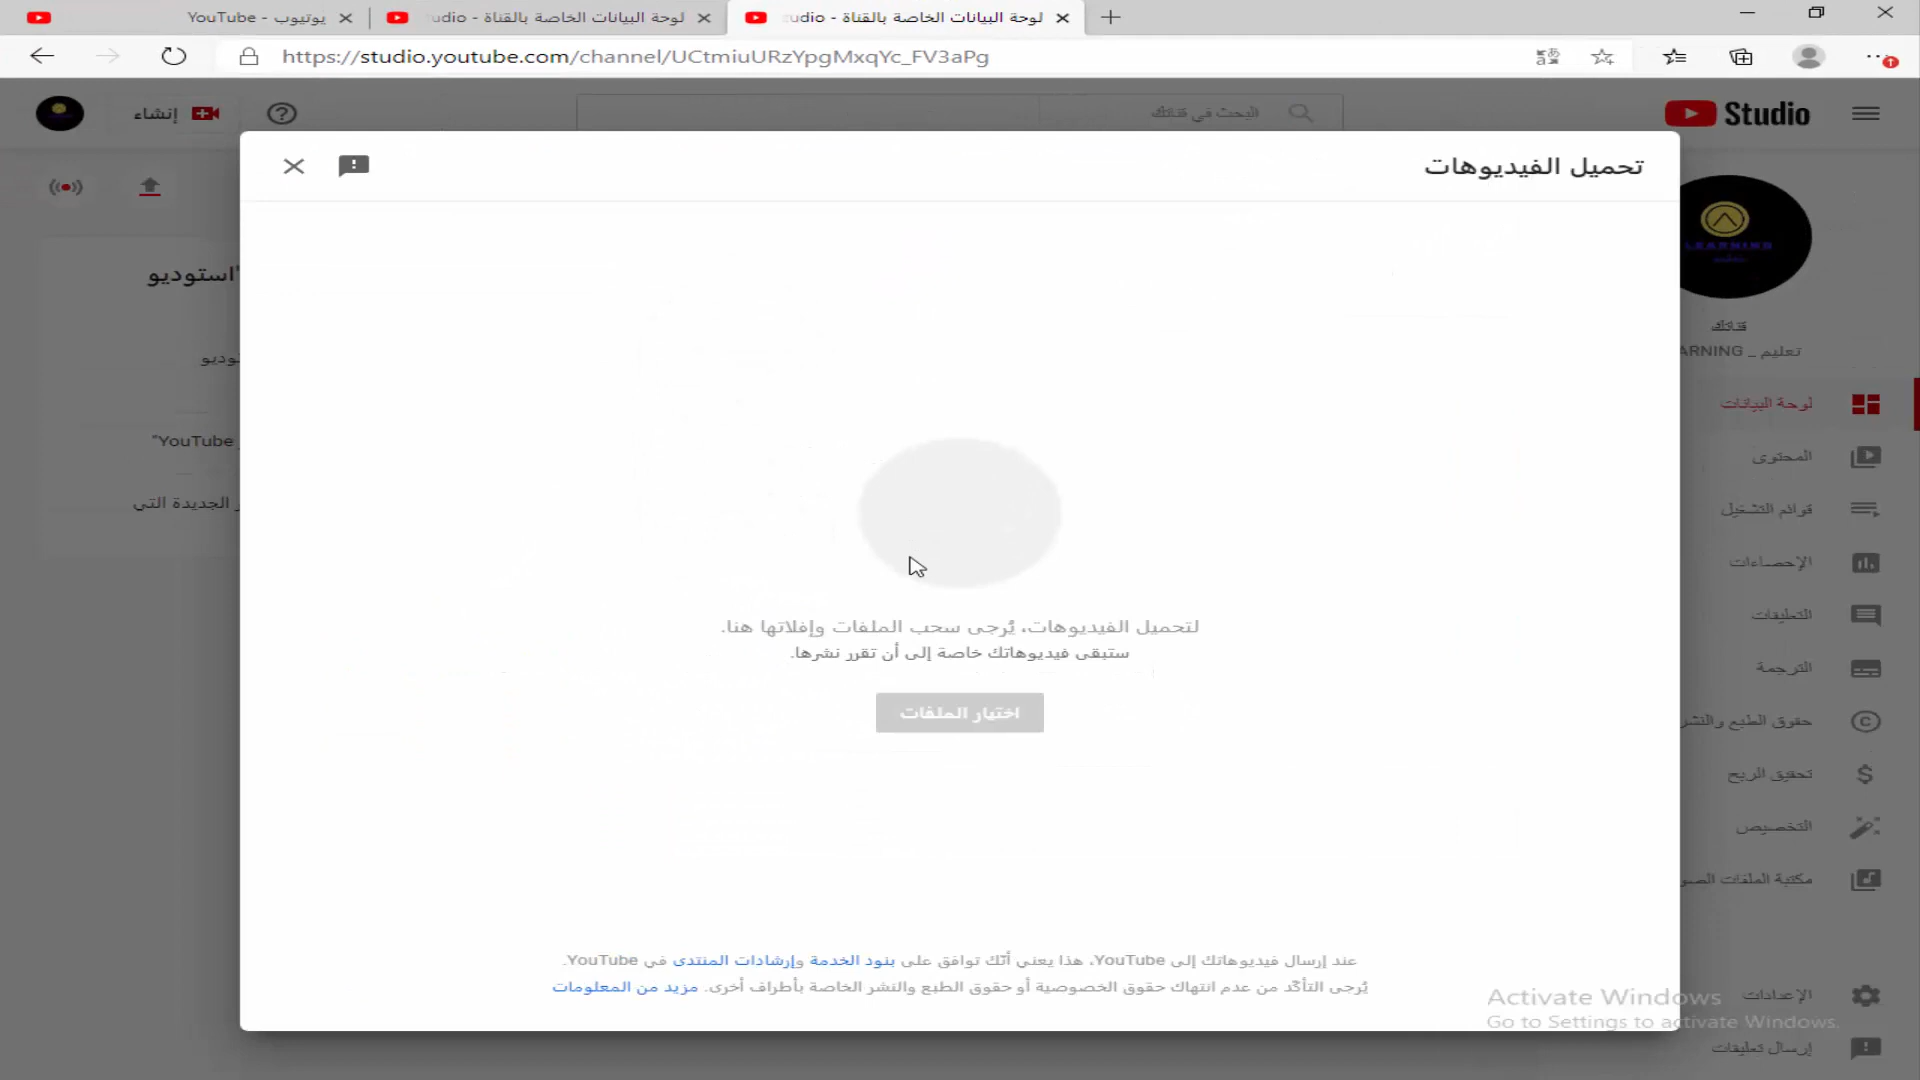 يوتيوب - YouTube
لوحة البيانات الخاصة بالقناة - tudio
لوحة البيانات الخاصة بالقناة - tudio
https://studio.youtube.com/channel/UCtmiuURzYpgMxqYc_FV3aPg
Studio
البحث في قناتك
إنشاء
تحميل الفيديوهات
استوديو"
LEARNING
قناتك
تعليم _ ARNING
YouTube"
ر الجديدة التي
لوحة البيانات
المحتوى
قوائم التشغيل
الإحصاءات
التعليقات
الترجمة
حقوق الطبع والنشر
تحقيق الربح
التخصيص
مكتبة الملفات الصو
لتحميل الفيديوهات، يُرجى سحب الملفات وإفلاتها هنا.
ستبقى فيديوهاتك خاصة إلى أن تقرر نشرها.
اختيار الملفات
عند إرسال فيديوهاتك إلى YouTube، هذا يعني أنّك توافق على بنود الخدمة وإرشادات المنتدى في YouTube.
يُرجى التأكّد من عدم انتهاك حقوق الخصوصية أو حقوق الطبع والنشر الخاصة بأطراف أخرى. مزيد من المعلومات
الإعدادات
إرسال تعليقات
Activate Windows
Go to Settings to activate Windows.